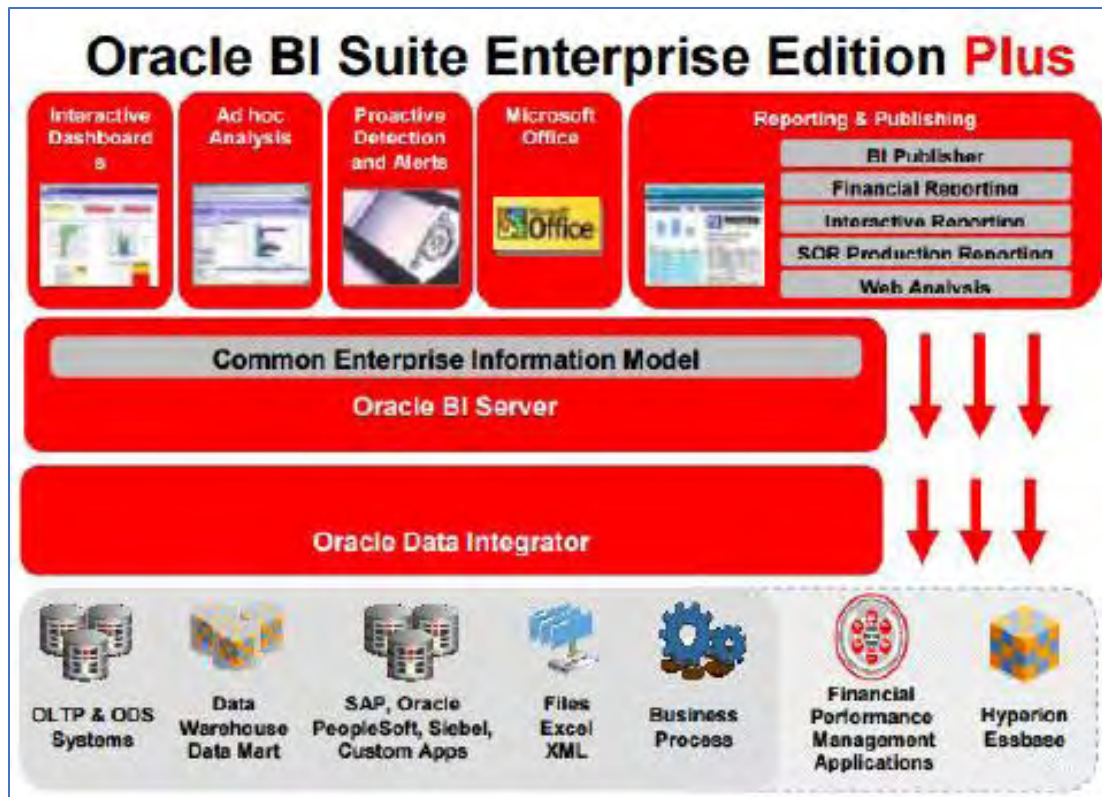 Oracle BI Suite Enterprise Edition Plus
Interactive
Dashboard
s
Ad hoc
Analysis
Proactive
Detection
and Alerts
Microsoft
Office
Office
Reporting & Publishing
BI Publisher
Financial Reporting
Interactive Reporting
SQR Production Reporting
Web Analysis
Common Enterprise Information Model
Oracle BI Server
Oracle Data Integrator
OLTP & ODS
Systems
Data
Warehouse
Data Mart
SAP, Oracle
PeopleSoft, Siebel,
Custom Apps
Files
Excel
XML
Business
Process
Financial
Performance
Management
Applications
Hyperion
Essbase